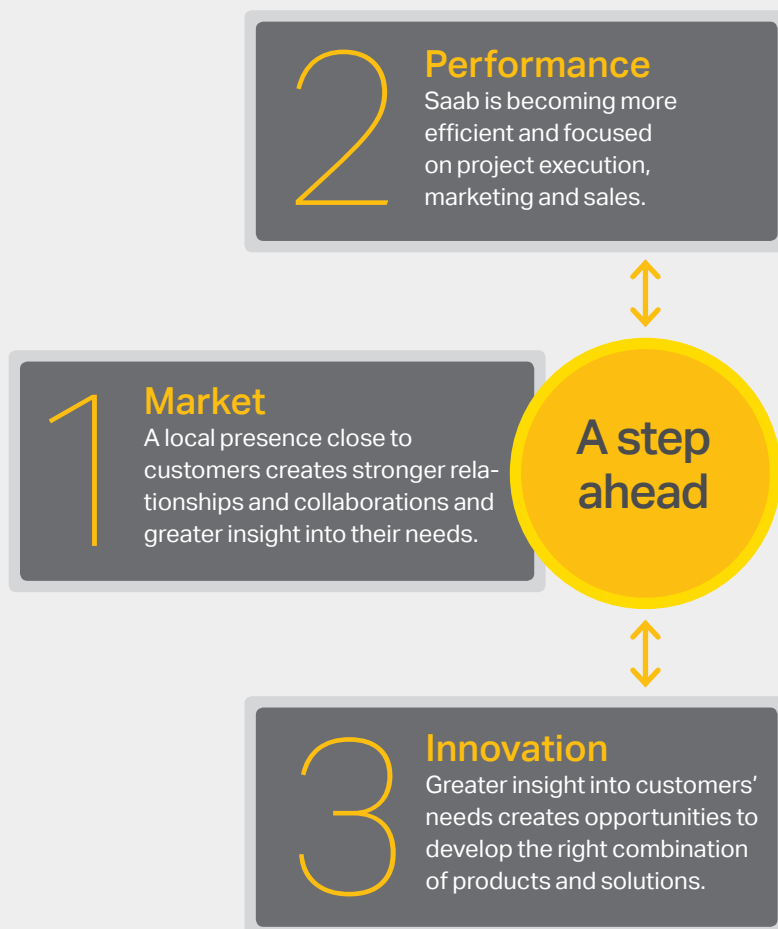 2
Performance
Saab is becoming more
efficient and focused
on project execution,
marketing and sales.
1
Market
A local presence close to
customers creates stronger rela-
tionships and collaborations and
greater insight into their needs.
A step
ahead
3
Innovation
Greater insight into customers’
needs creates opportunities to
develop the right combination
of products and solutions.